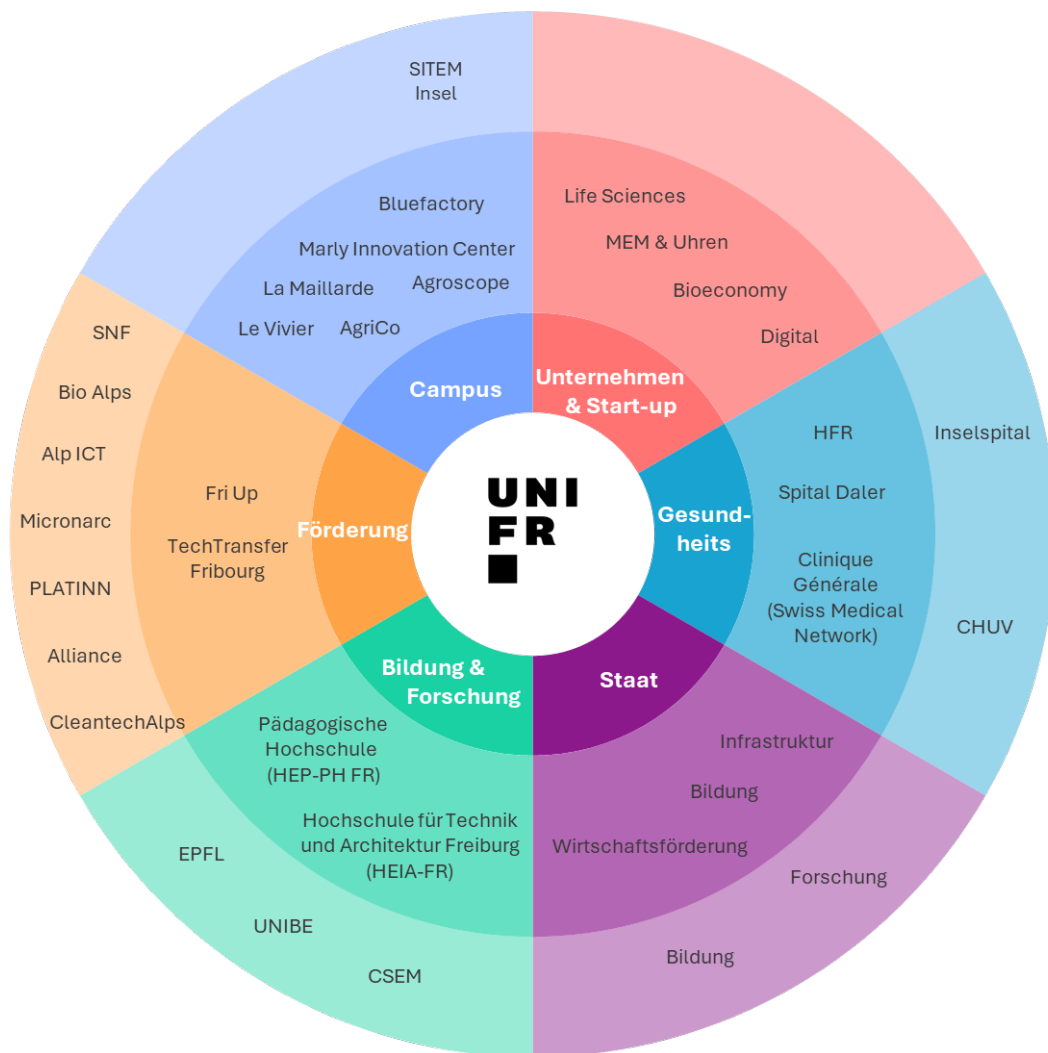 SITEM
Insel
Bluefactory
Marly Innovation Center
La Maillarde
Agroscope
Le Vivier
AgriCo
Campus
Life Sciences
MEM & Uhren
Bioeconomy
Digital
Unternehmen
& Start-up
HFR
Spital Daler
Clinique
Générale
(Swiss Medical
Network)
Inselspital
CHUV
Gesund-
heits
Staat
Infrastruktur
Bildung
Wirtschaftsförderung
Forschung
Bildung
Bildung &
Forschung
Pädagogische
Hochschule
(HEP-PH FR)
Hochschule für Technik
und Architektur Freiburg
(HEIA-FR)
EPFL
UNIBE
CSEM
Förderung
Fri Up
TechTransfer
Fribourg
SNF
Bio Alps
Alp ICT
Micronarc
PLATINN
Alliance
CleantechAlps
UNI
FR